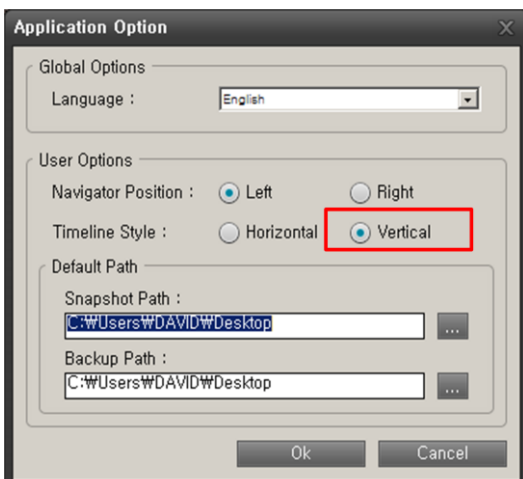 Application Option
Global Options
Language : English
User Options
Navigator Position : Left Right
Timeline Style : Horizontal Vertical
Default Path
Snapshot Path :
C:₩Users₩DAVID₩Desktop
...
Backup Path :
C:₩Users₩DAVID₩Desktop
...
Ok Cancel